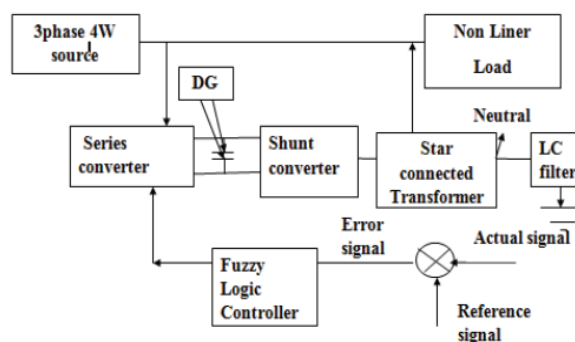 3phase 4W
source
Non Liner
Load
DG
Neutral
Series
converter
Shunt
converter
Star
connected
Transformer
LC
filter
Error
signal
Actual signal
Fuzzy
Logic
Controller
Reference
signal